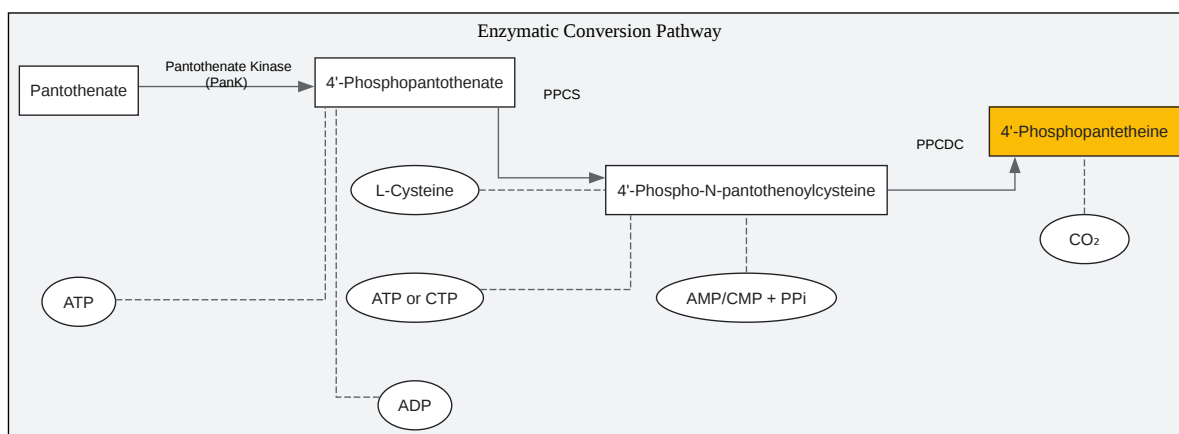 Enzymatic Conversion Pathway
Pantothenate Kinase
(PanK)
Pantothenate
4'-Phosphopantothenate
PPCS
4'-Phosphopantetheine
PPCDC
L-Cysteine
4'-Phospho-N-pantothenoylcysteine
CO₂
ATP
ATP or CTP
AMP/CMP + PPi
ADP